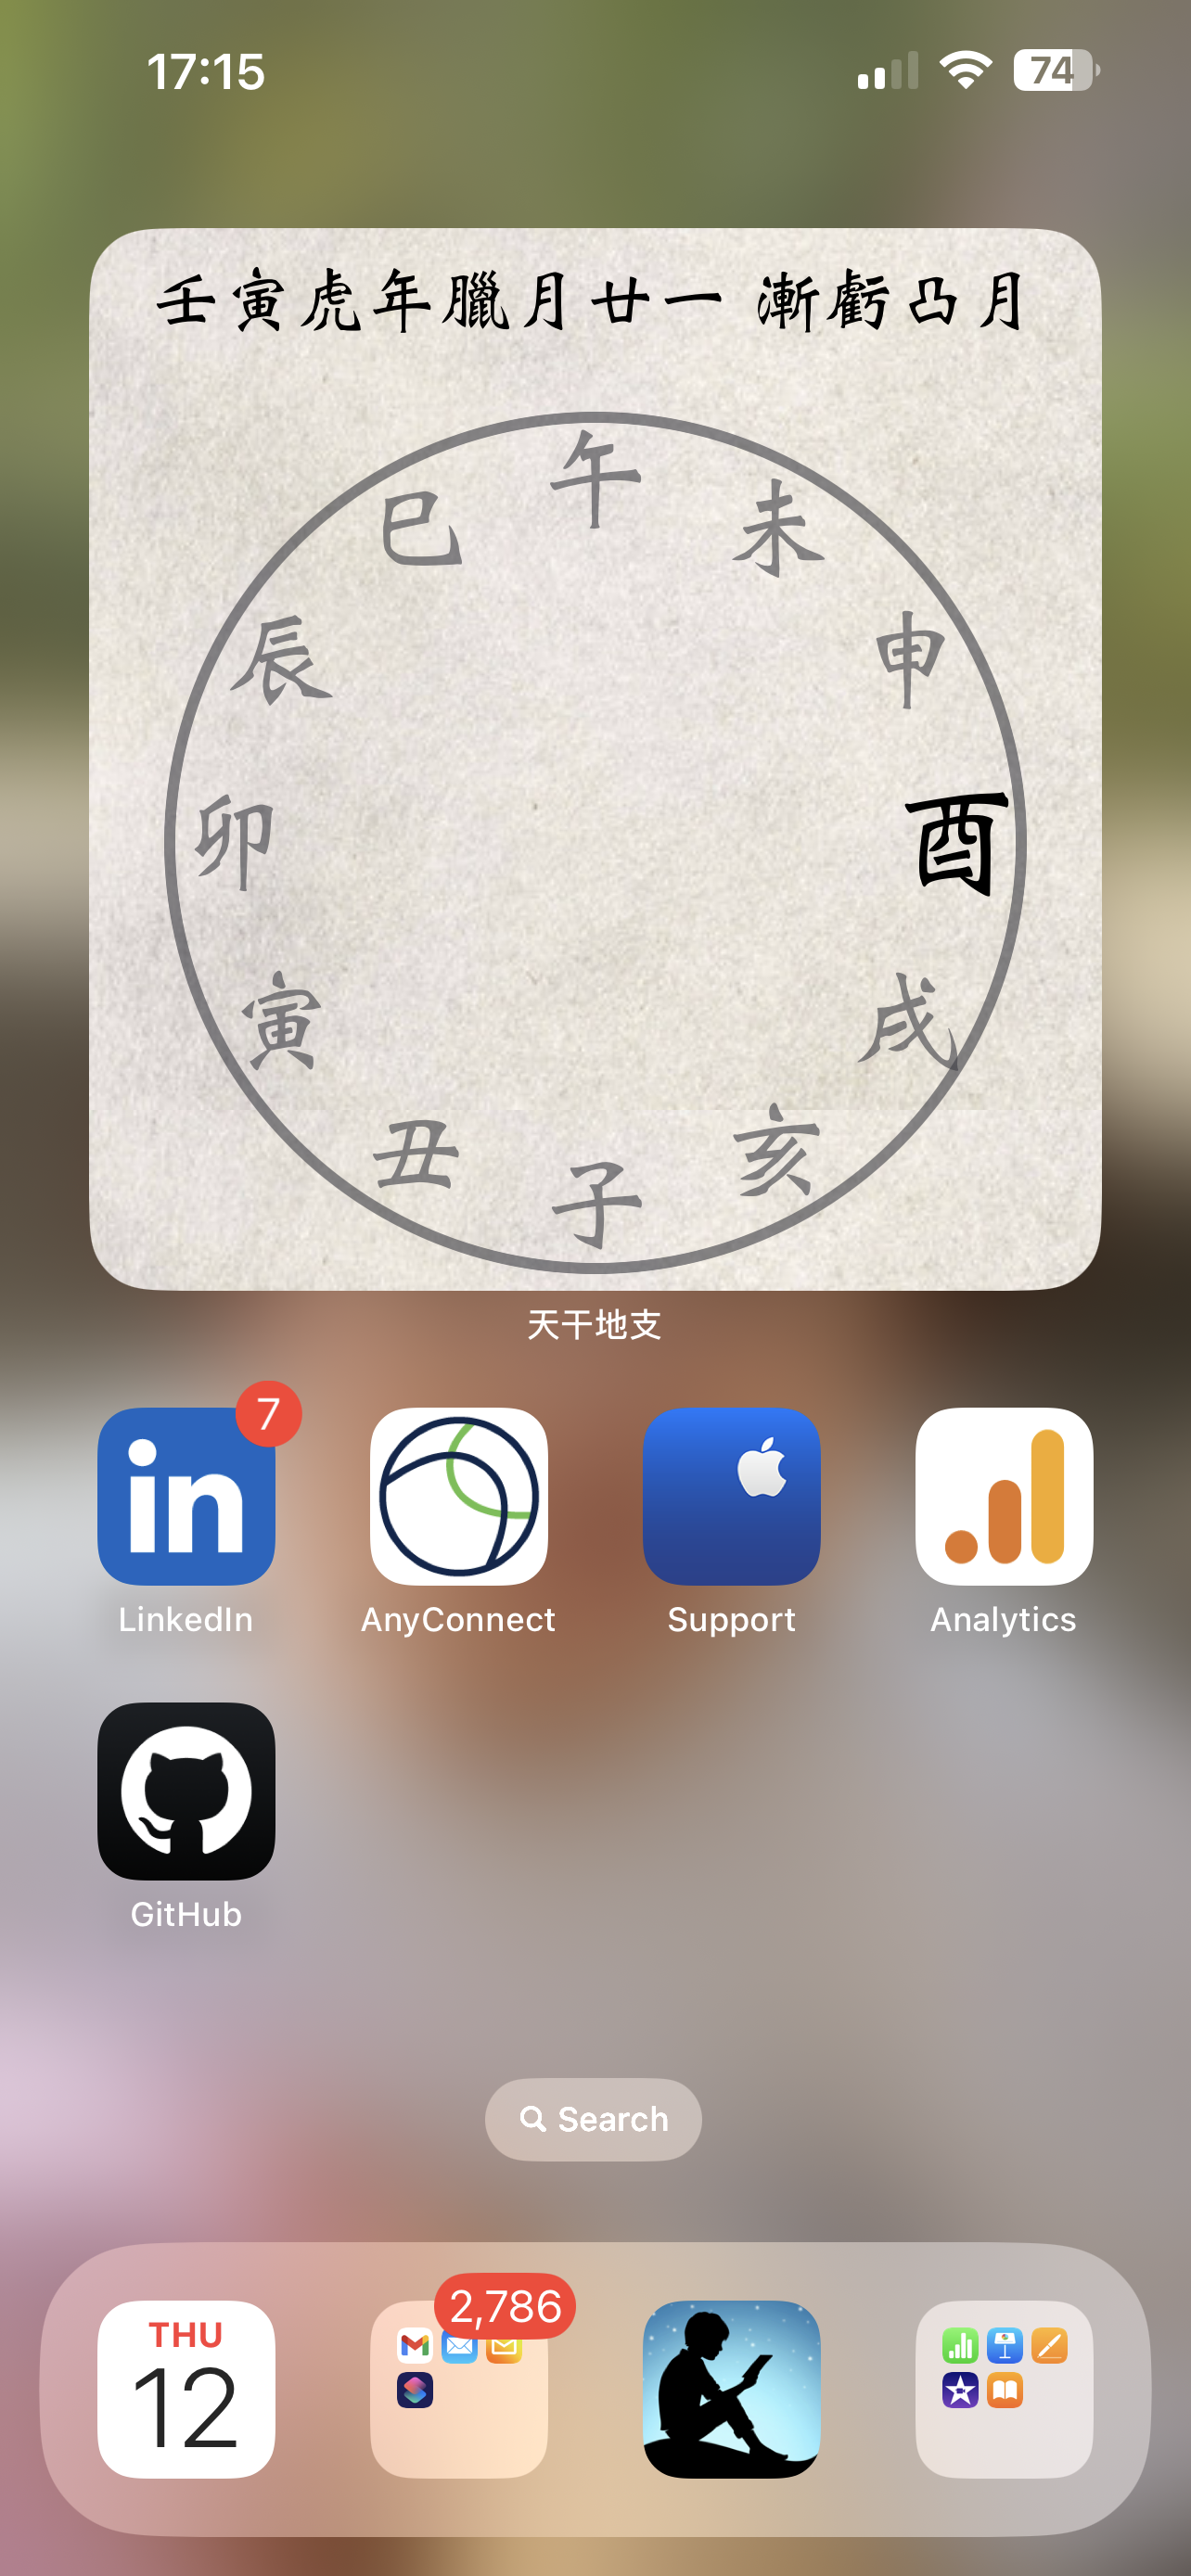 17:15
74
壬寅虎年臘月廿一 漸虧凸月
午
巳
未
辰
申
卯
酉
寅
戌
丑
亥
子
天干地支
7
in
LinkedIn
AnyConnect
Support
Analytics
GitHub
Search
2,786
THU
12